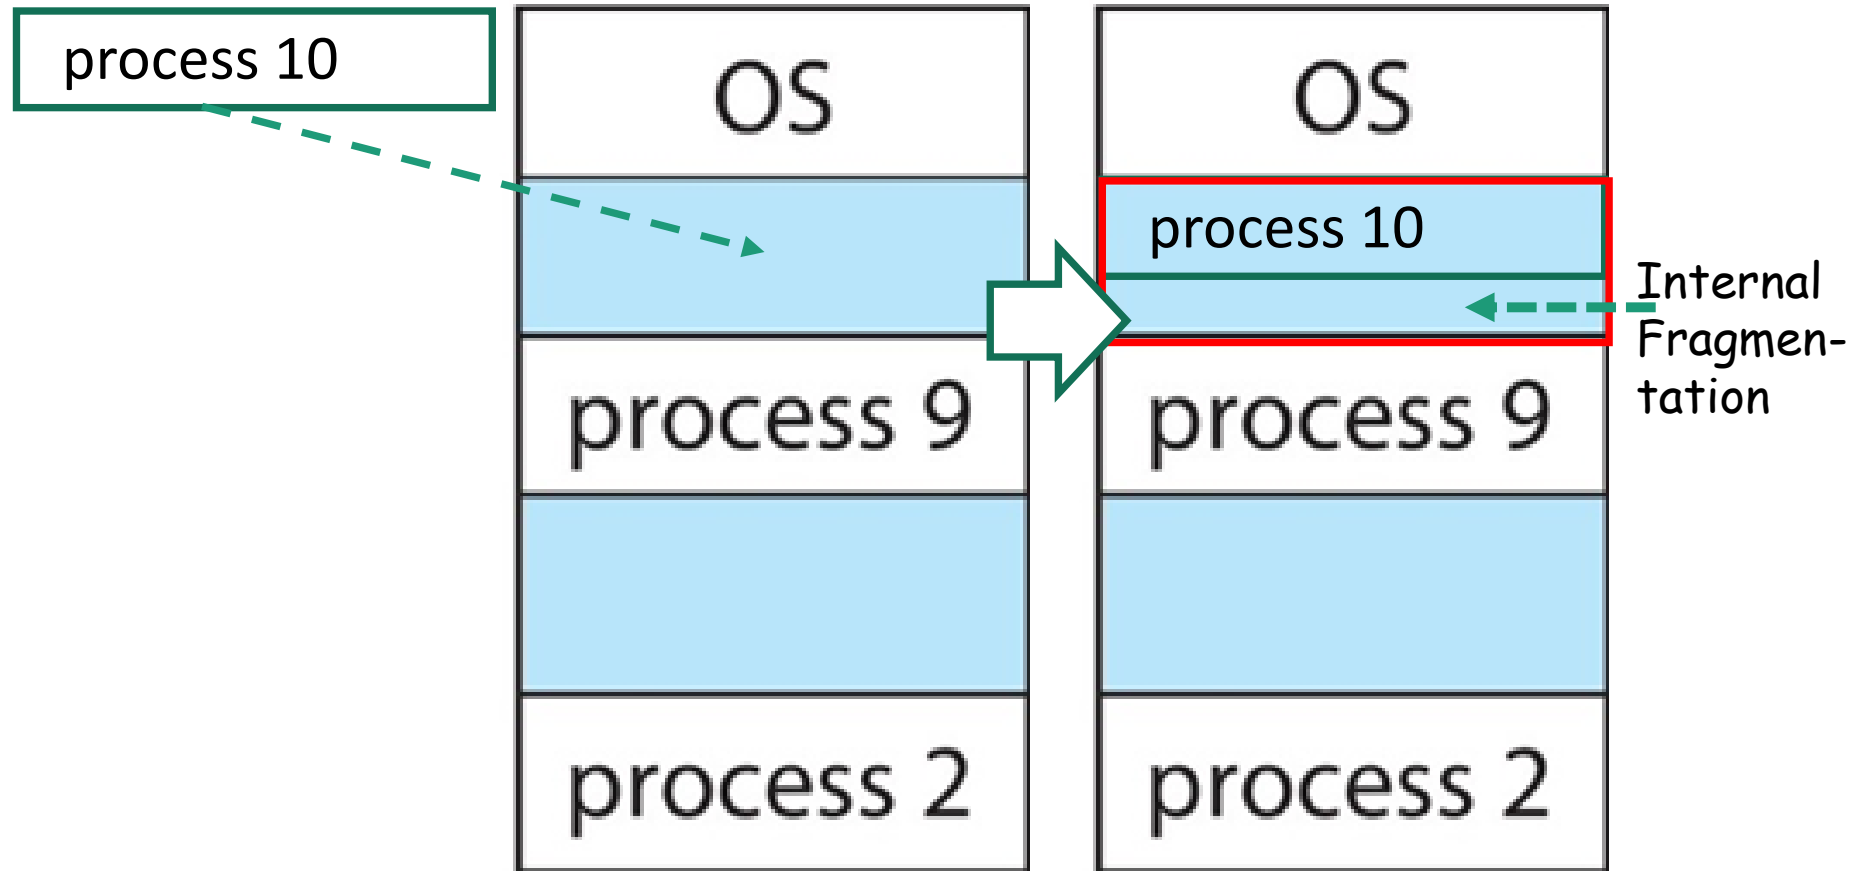 process 10
OS
process 9
process 2
OS
process 10
process 9
process 2
Internal
Fragmen-
tation